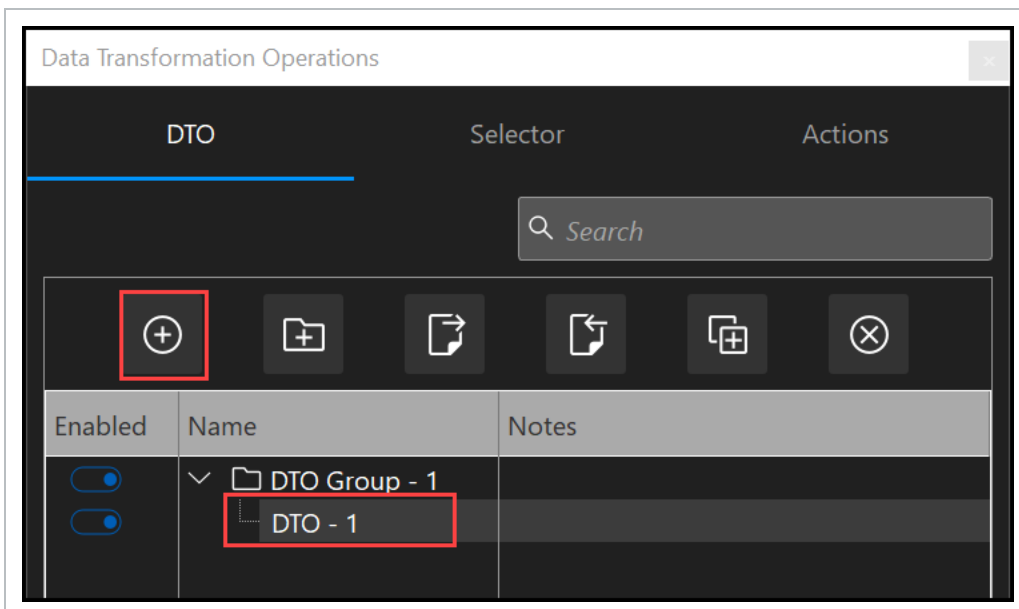 Data Transformation Operations
DTO Selector Actions
Search
Enabled Name Notes
DTO Group - 1
DTO - 1